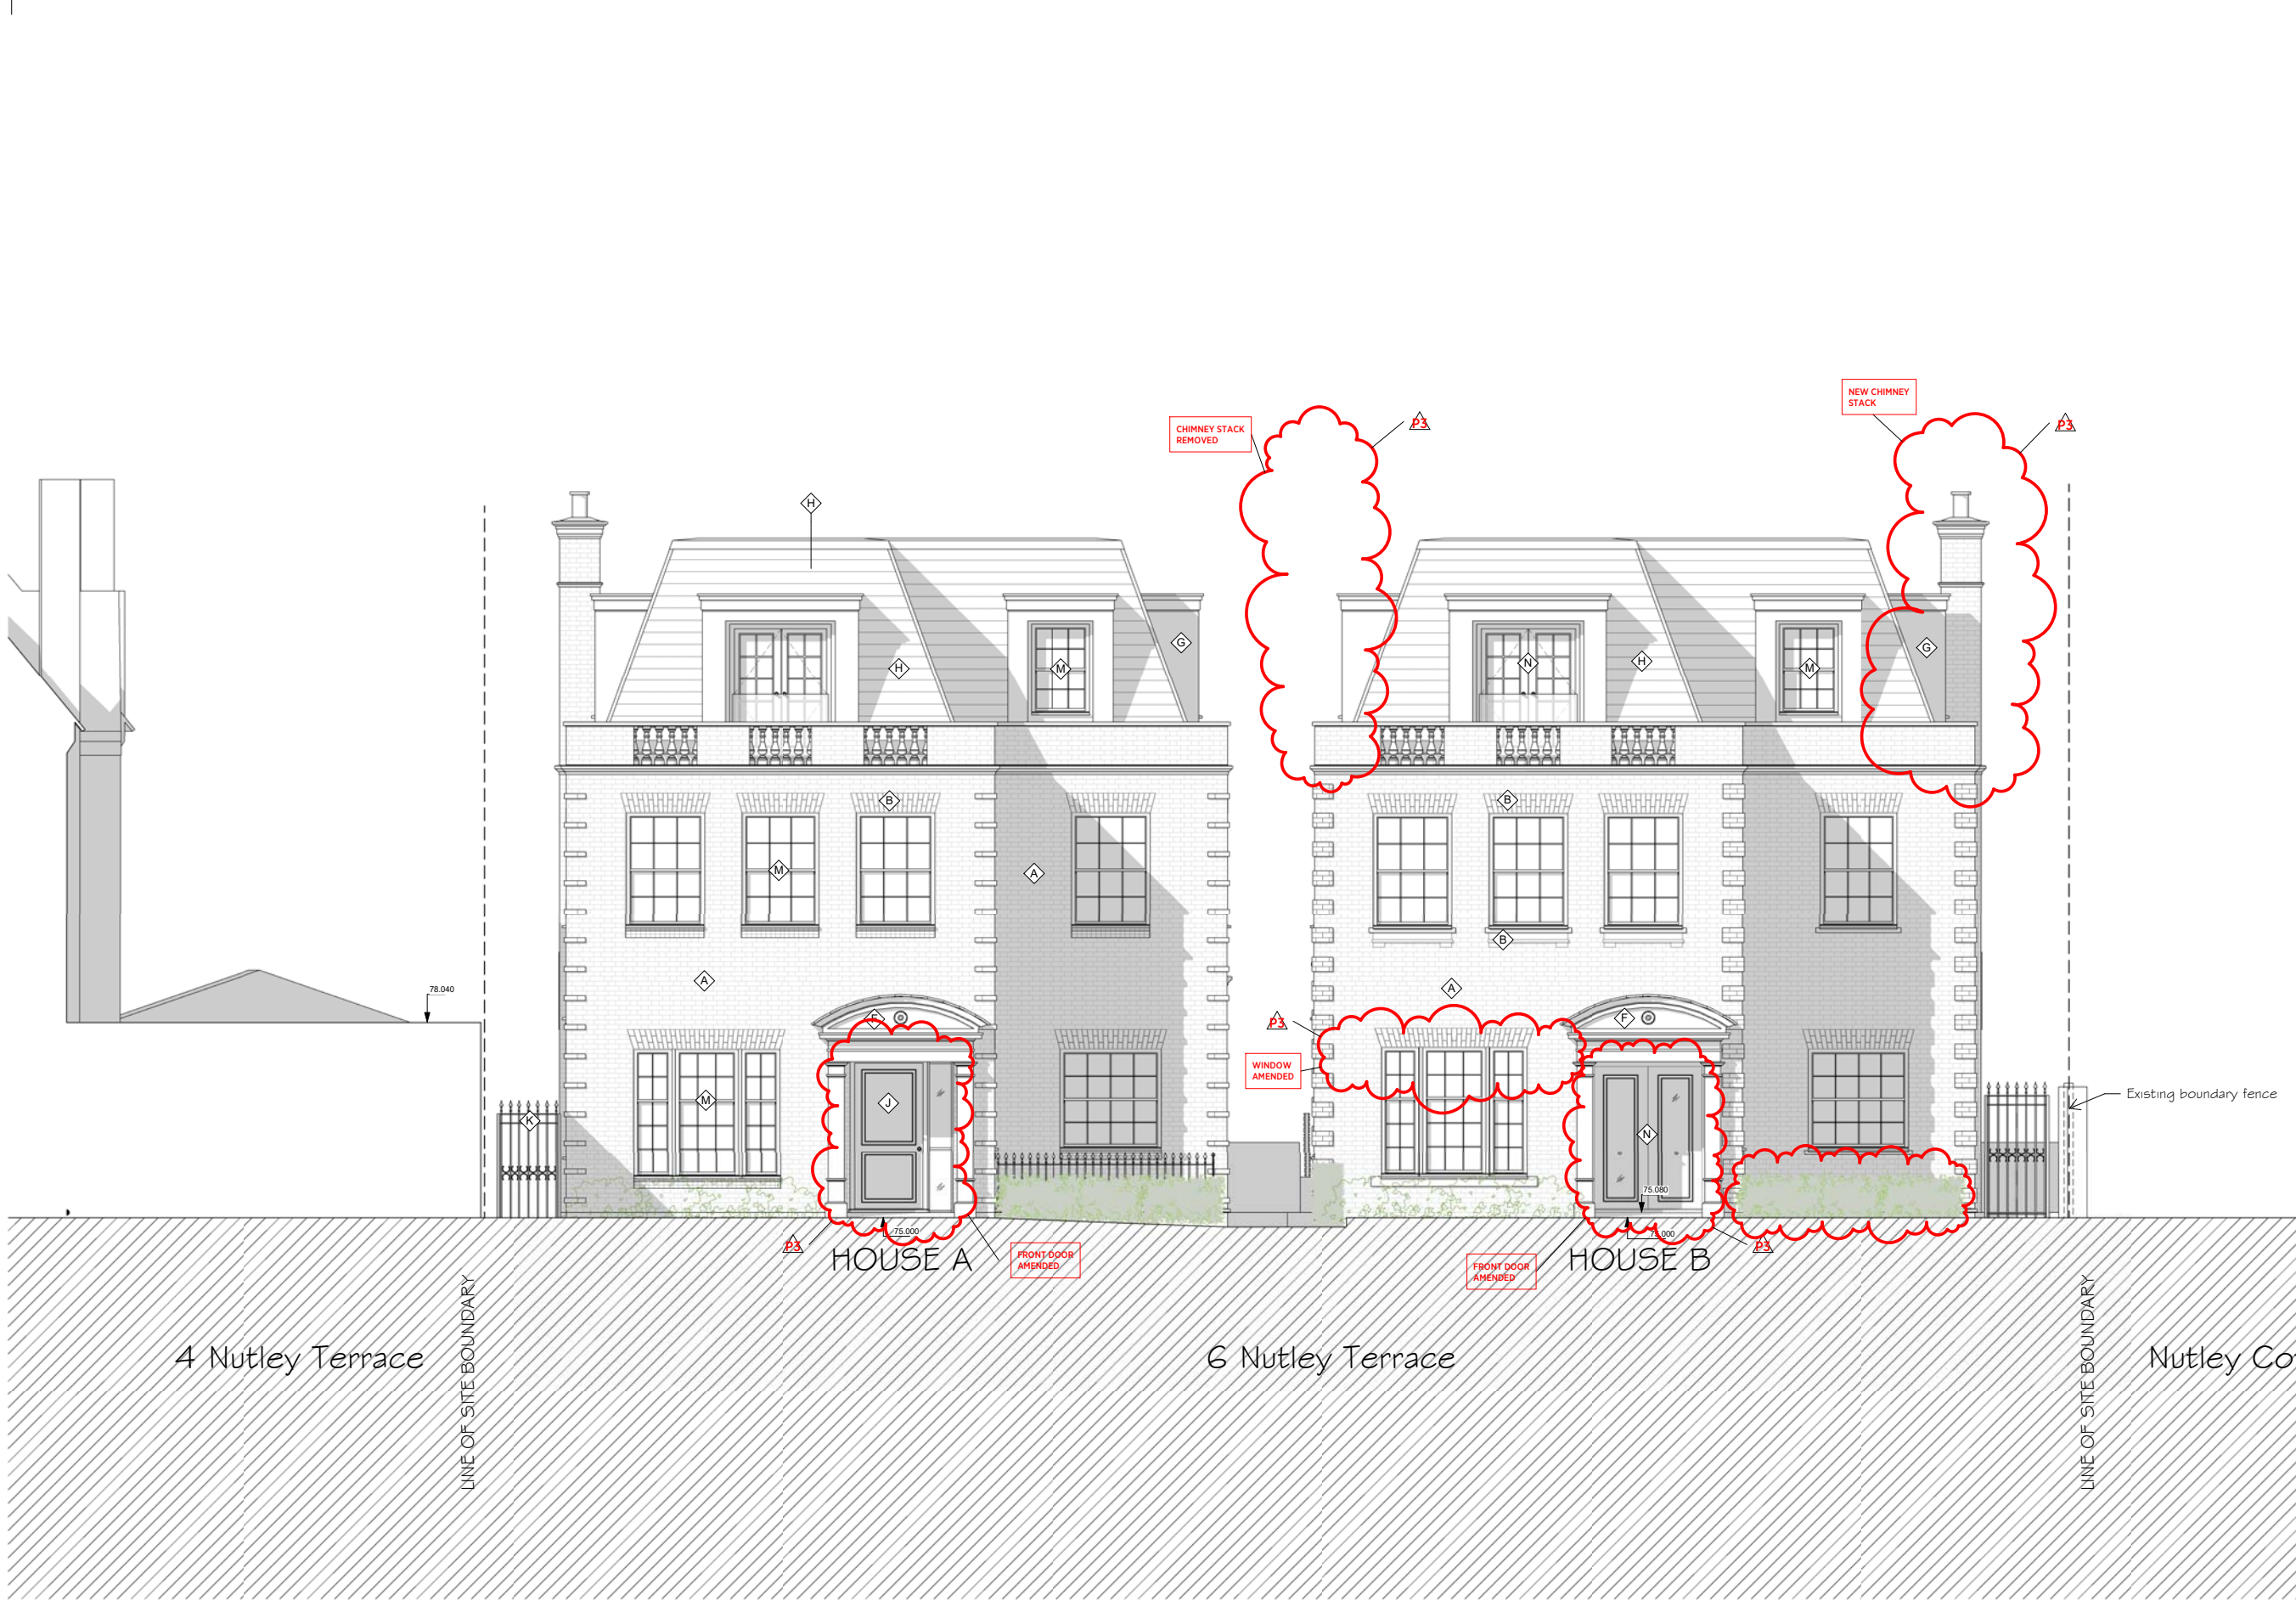 NEW CHIMNEY
STACK
CHIMNEY STACK
REMOVED
P3
P3
H
G
H
M
N
H
M
G
B
B
M
A
B
A
A
78.040
F
F
P3
WINDOW
AMENDED
M
J
K
N
Existing boundary fence
75.080
75.000
P3
HOUSE A
FRONT DOOR
AMENDED
HOUSE B
P3
FRONT DOOR
AMENDED
LINE OF SITE BOUNDARY
LINE OF SITE BOUNDARY
4 Nutley Terrace
6 Nutley Terrace
Nutley Co